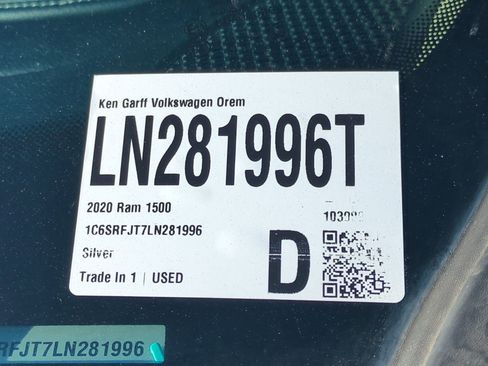 Ken Garff Volkswagen Orem
LN281996T
2020 Ram 1500
1C6SRFJT7LN281996
Silver
D
Trade In 1 | USED
RFJT7LN281996